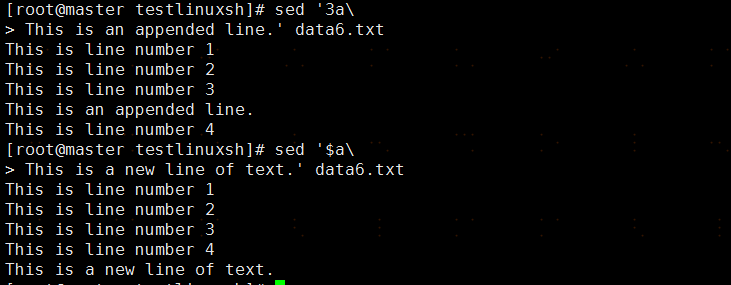 [root@master testlinuxsh]# sed '3a\
> This is an appended line.' data6.txt
This is line number 1
This is line number 2
This is line number 3
This is an appended line.
This is line number 4
[root@master testlinuxsh]# sed '$a\
> This is a new line of text.' data6.txt
This is line number 1
This is line number 2
This is line number 3
This is line number 4
This is a new line of text.
[root@master testlinuxsh]#